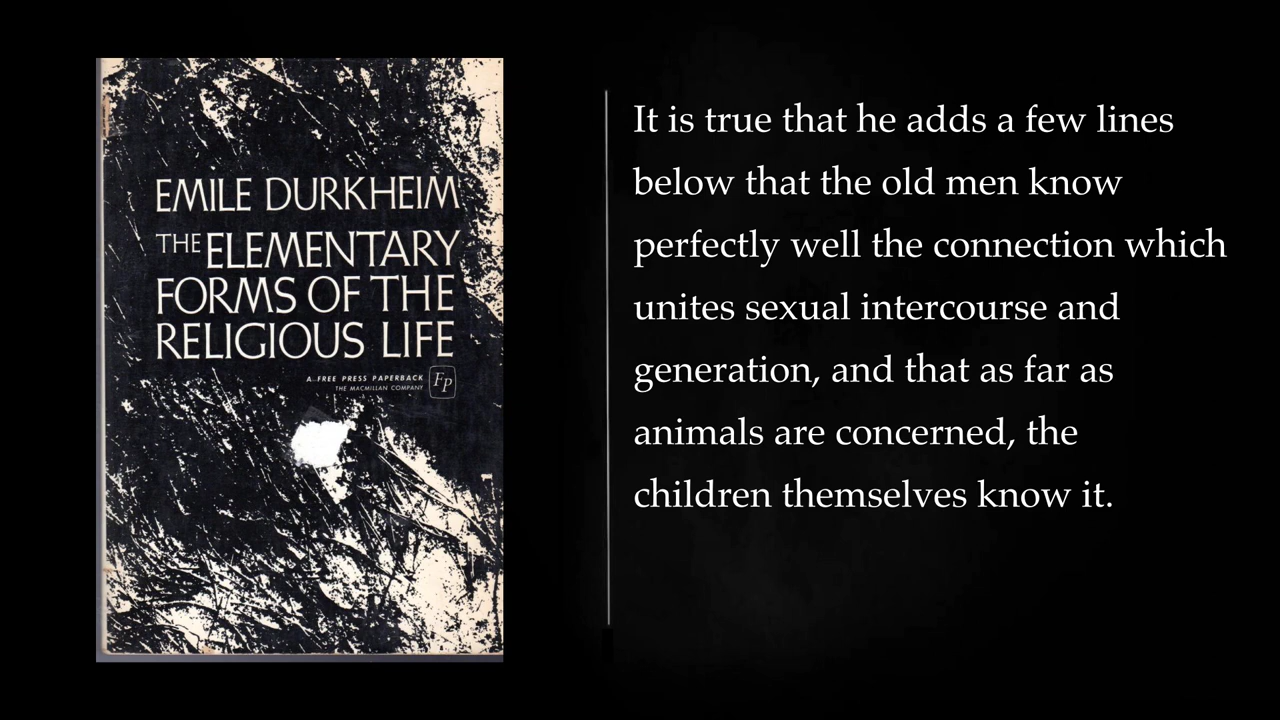 EMILE DURKHEIM
THE ELEMENTARY
FORMS OF THE
RELIGIOUS LIFE
A FREE PRESS PAPERBACK
THE MACMILLAN COMPANY
FP
It is true that he adds a few lines
below that the old men know
perfectly well the connection which
unites sexual intercourse and
generation, and that as far as
animals are concerned, the
children themselves know it.